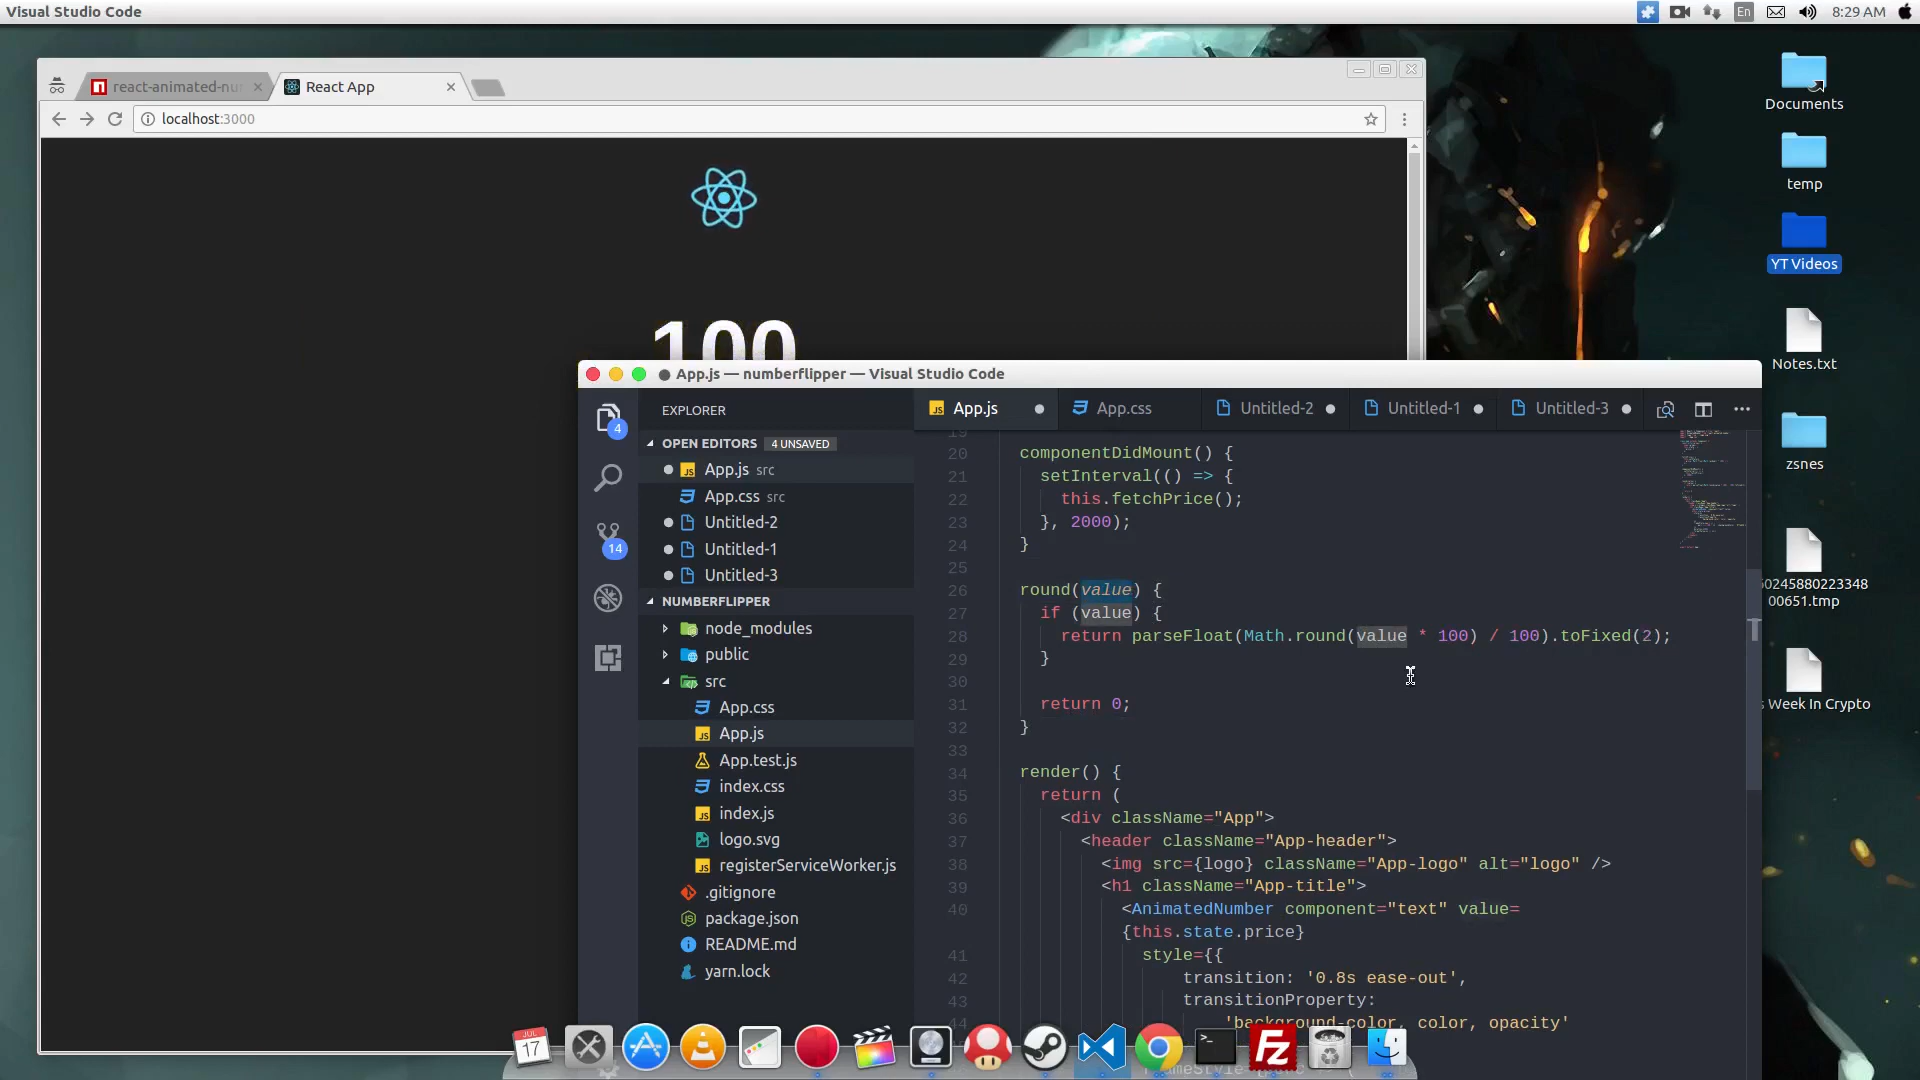 Visual Studio Code
En
8:29 AM
react-animated-nu
React App
localhost:3000
100
Documents
temp
YT Videos
Notes.txt
zsnes
60245880223348
00651.tmp
s Week In Crypto
App.js — numberflipper — Visual Studio Code
EXPLORER
OPEN EDITORS 4 UNSAVED
App.js src
App.css src
Untitled-2
Untitled-1
Untitled-3
NUMBERFLIPPER
node_modules
public
src
App.css
App.js
App.test.js
index.css
index.js
logo.svg
registerServiceWorker.js
.gitignore
package.json
README.md
yarn.lock
4
14
App.js
App.css
Untitled-2
Untitled-1
Untitled-3
19
20 componentDidMount() {
21 setInterval(() => {
22 this.fetchPrice();
23 }, 2000);
24 }
25
26 round(value) {
27 if (value) {
28 return parseFloat(Math.round(value * 100) / 100).toFixed(2);
29 }
30
31 return 0;
32 }
33
34 render() {
35 return (
36 <div className="App">
37 <header className="App-header">
38 <img src={logo} className="App-logo" alt="logo" />
39 <h1 className="App-title">
40 <AnimatedNumber component="text" value=
{this.state.price}
41 style={{
42 transition: '0.8s ease-out',
43 transitionProperty:
44 'background-color, color, opacity'
JUL
17
Fz